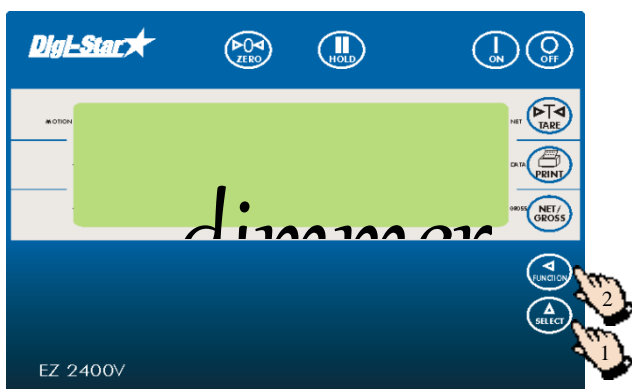 Digi-Star
ZERO
HOLD
ON
OFF
MOTION
NET
T
TARE
DATA
PRINT
dimmer
GROSS
NET/
GROSS
FUNCTION
2
SELECT
1
EZ 2400V